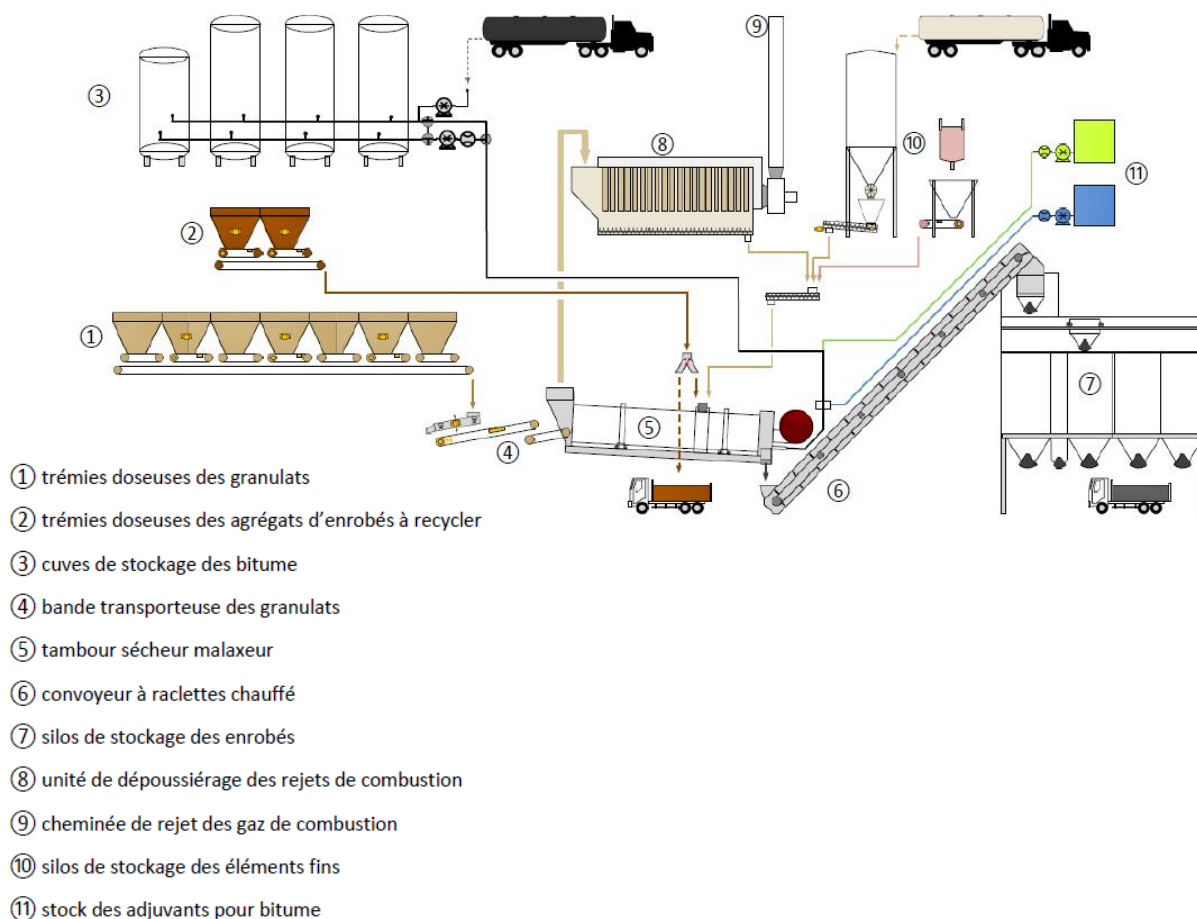 ③
⑨
⑧
⑩
⑪
②
①
⑦
⑤
④
⑥
① trémies doseuses des granulats
② trémies doseuses des agrégats d’enrobés à recycler
③ cuves de stockage des bitume
④ bande transporteuse des granulats
⑤ tambour sécheur malaxeur
⑥ convoyeur à raclettes chauffé
⑦ silos de stockage des enrobés
⑧ unité de dépoussiérage des rejets de combustion
⑨ cheminée de rejet des gaz de combustion
⑩ silos de stockage des éléments fins
⑪ stock des adjuvants pour bitume